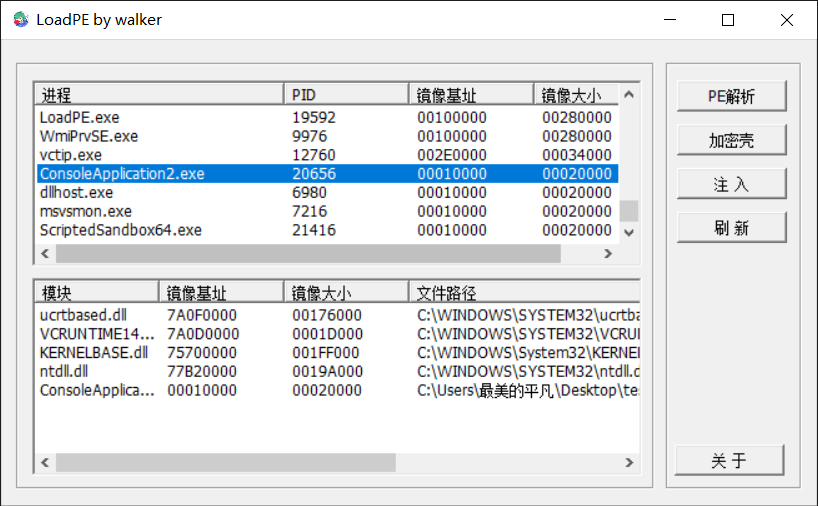 LoadPE by walker
进程 PID 镜像基址 镜像大小
LoadPE.exe 19592 00100000 00280000
WmiPrvSE.exe 9976 00100000 00280000
vctip.exe 12760 002E0000 00034000
ConsoleApplication2.exe 20656 00010000 00020000
dllhost.exe 6980 00010000 00020000
msvsmon.exe 7216 00010000 00020000
ScriptedSandbox64.exe 21416 00010000 00020000
模块 镜像基址 镜像大小 文件路径
ucrtbased.dll 7A0F0000 00176000 C:\WINDOWS\SYSTEM32\ucrtba
VCRUNTIME14... 7A0D0000 0001D000 C:\WINDOWS\SYSTEM32\VCRU
KERNELBASE.dll 75700000 001FF000 C:\WINDOWS\System32\KERNE
ntdll.dll 77B20000 0019A000 C:\WINDOWS\SYSTEM32\ntdll.d
ConsoleApplica... 00010000 00020000 C:\Users\最美的平凡\Desktop\te
PE解析
加密壳
注 入
刷 新
关 于